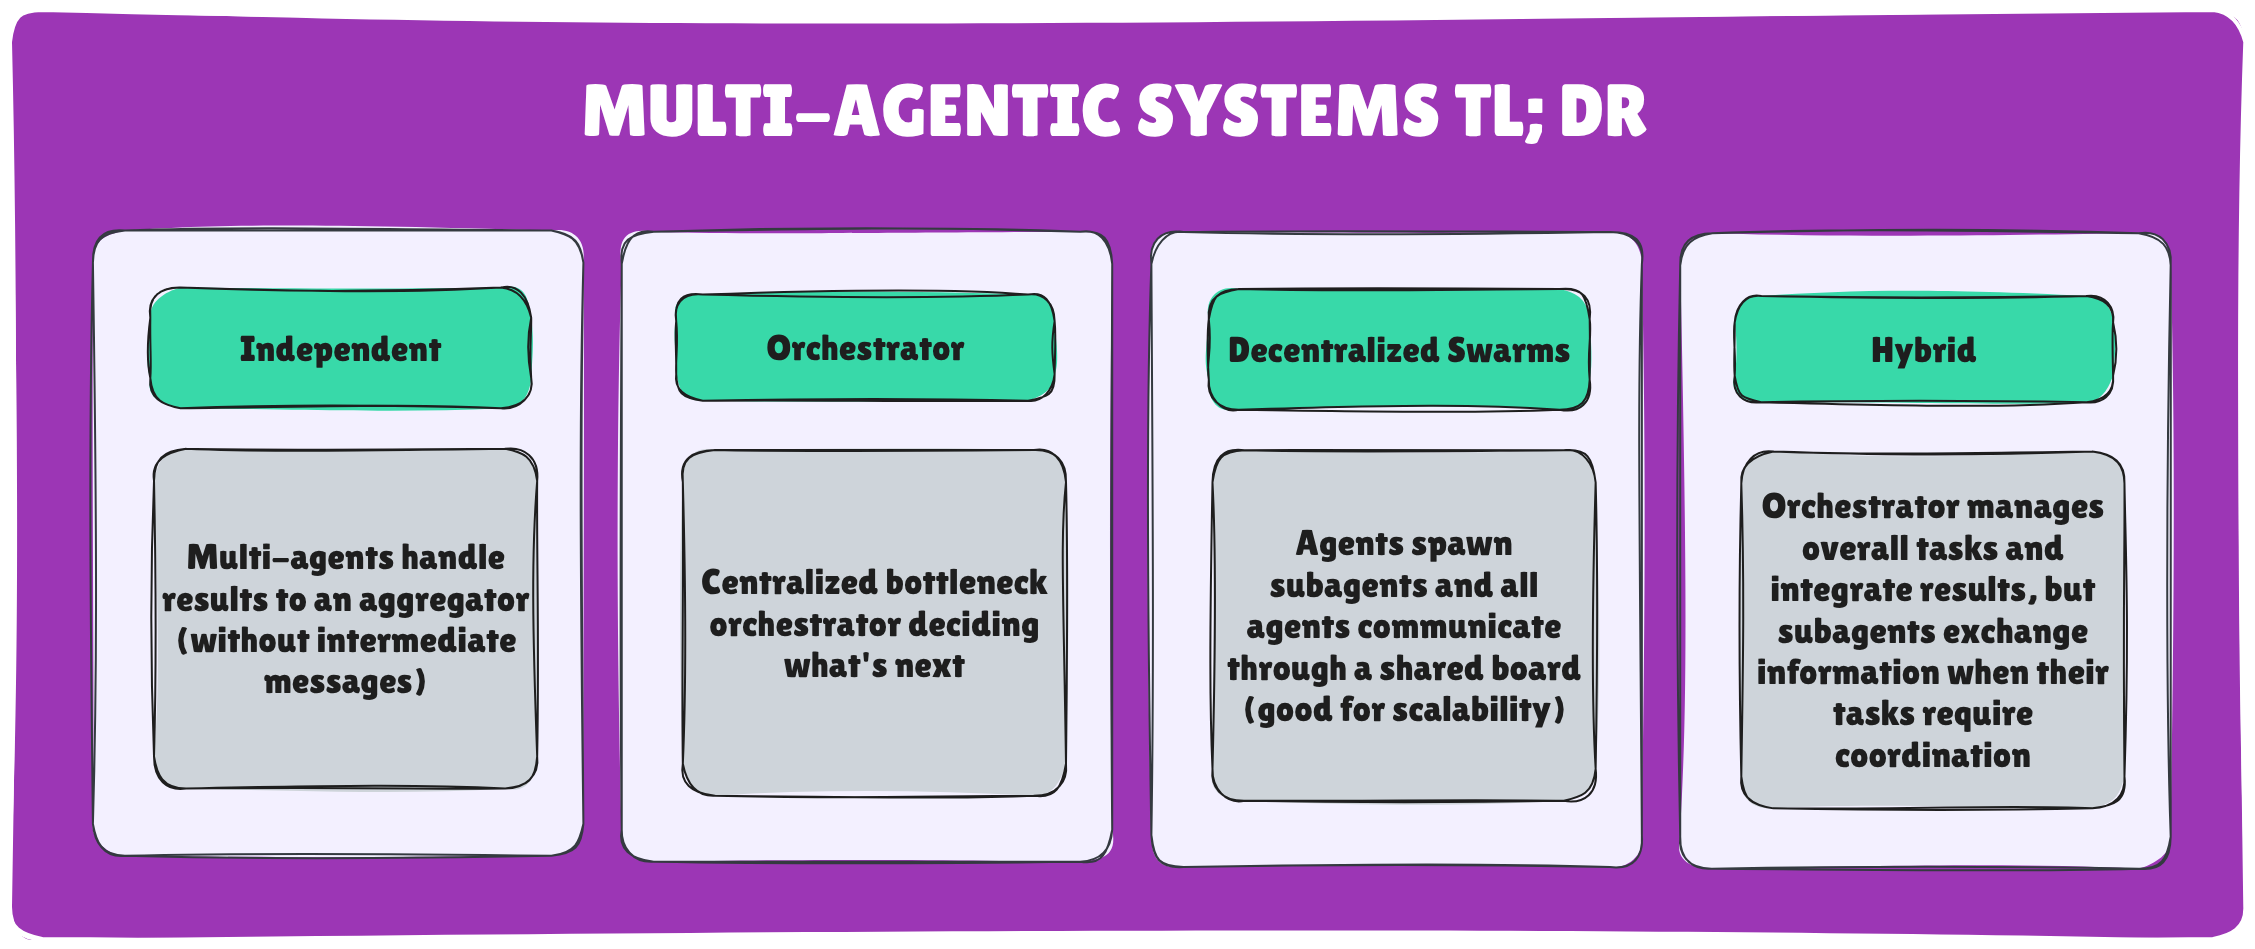 MULTI-AGENTIC SYSTEMS TL; DR
Independent
Multi-agents handle
results to an aggregator
(without intermediate
messages)
Orchestrator
Centralized bottleneck
orchestrator deciding
what's next
Decentralized Swarms
Agents spawn
subagents and all
agents communicate
through a shared board
(good for scalability)
Hybrid
Orchestrator manages
overall tasks and
integrate results, but
subagents exchange
information when their
tasks require
coordination